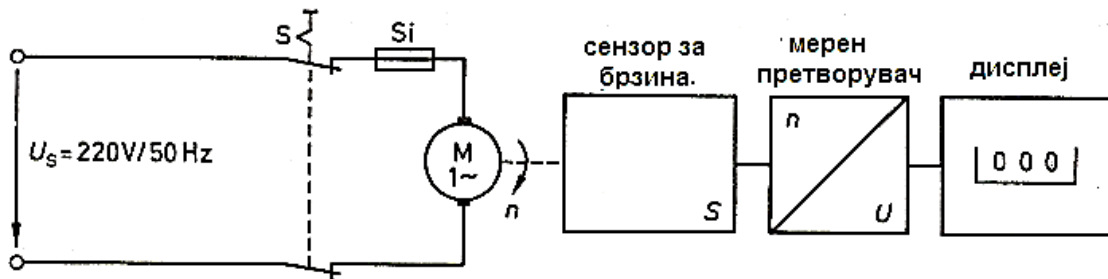 S
Si
сензор за
брзина.
мерен
претворувач
дисплеј
U_S = 220V/50 Hz
M
1~
n
S
n
U
0 0 0